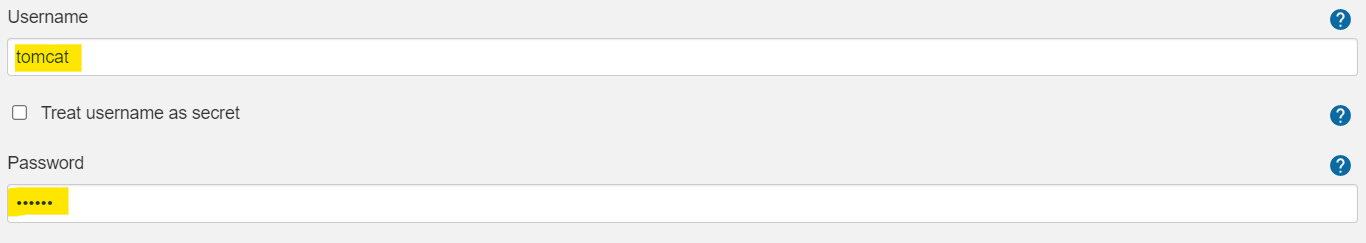 Username
?
tomcat
Treat username as secret
?
Password
?
••••••